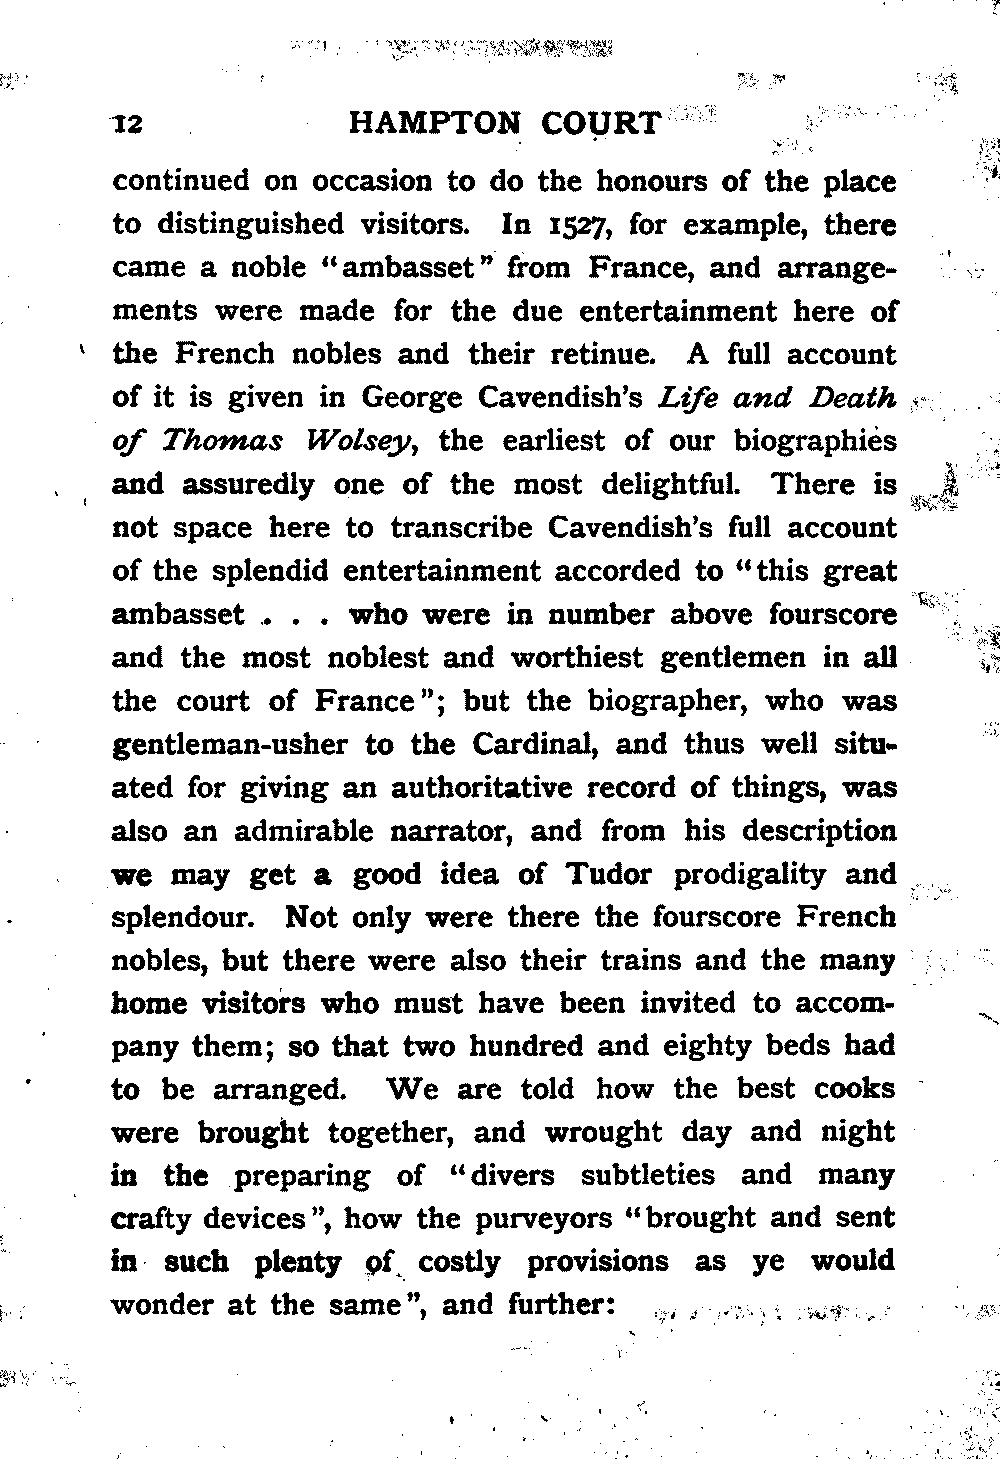 12 HAMPTON COURT
continued on occasion to do the honours of the place
to distinguished visitors. In 1527, for example, there
came a noble “ambasset” from France, and arrange-
ments were made for the due entertainment here of
the French nobles and their retinue. A full account
of it is given in George Cavendish’s Life and Death
of Thomas Wolsey, the earliest of our biographies
and assuredly one of the most delightful. There is
not space here to transcribe Cavendish’s full account
of the splendid entertainment accorded to “this great
ambasset . . . who were in number above fourscore
and the most noblest and worthiest gentlemen in all
the court of France”; but the biographer, who was
gentleman-usher to the Cardinal, and thus well situ-
ated for giving an authoritative record of things, was
also an admirable narrator, and from his description
we may get a good idea of Tudor prodigality and
splendour. Not only were there the fourscore French
nobles, but there were also their trains and the many
home visitors who must have been invited to accom-
pany them; so that two hundred and eighty beds had
to be arranged. We are told how the best cooks
were brought together, and wrought day and night
in the preparing of “divers subtleties and many
crafty devices”, how the purveyors “brought and sent
in such plenty of costly provisions as ye would
wonder at the same”, and further: